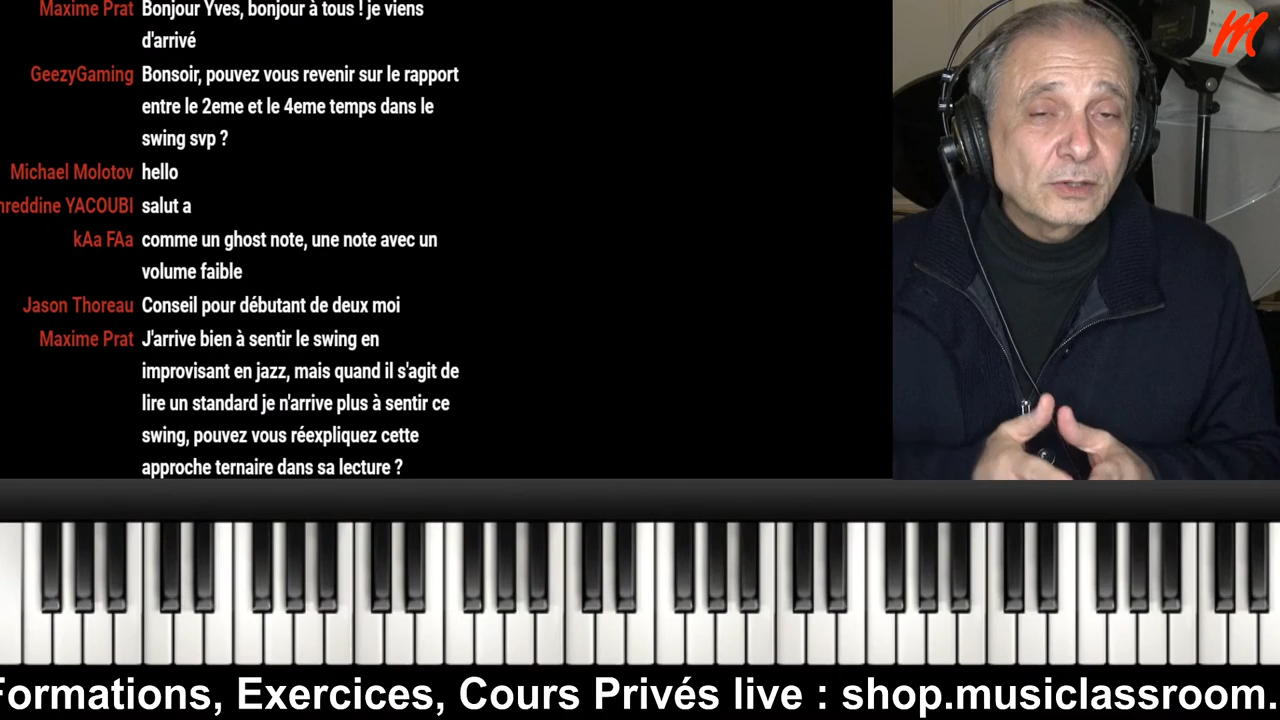 Maxime Prat Bonjour Yves, bonjour à tous ! je viens
d'arrivé
GeezyGaming Bonsoir, pouvez vous revenir sur le rapport
entre le 2eme et le 4eme temps dans le
swing svp ?
Michael Molotov hello
hreddine YACOUBI salut a
kAa FAa comme un ghost note, une note avec un
volume faible
Jason Thoreau Conseil pour débutant de deux moi
Maxime Prat J'arrive bien à sentir le swing en
improvisant en jazz, mais quand il s'agit de
lire un standard je n'arrive plus à sentir ce
swing, pouvez vous réexpliquez cette
approche ternaire dans sa lecture ?
M
Formations, Exercices, Cours Privés live : shop.musiclassroom.